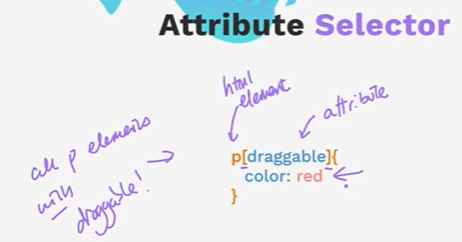 Attribute Selector
html
element
attribute
all p elements
with
draggable!
p[draggable]{
color: red
}